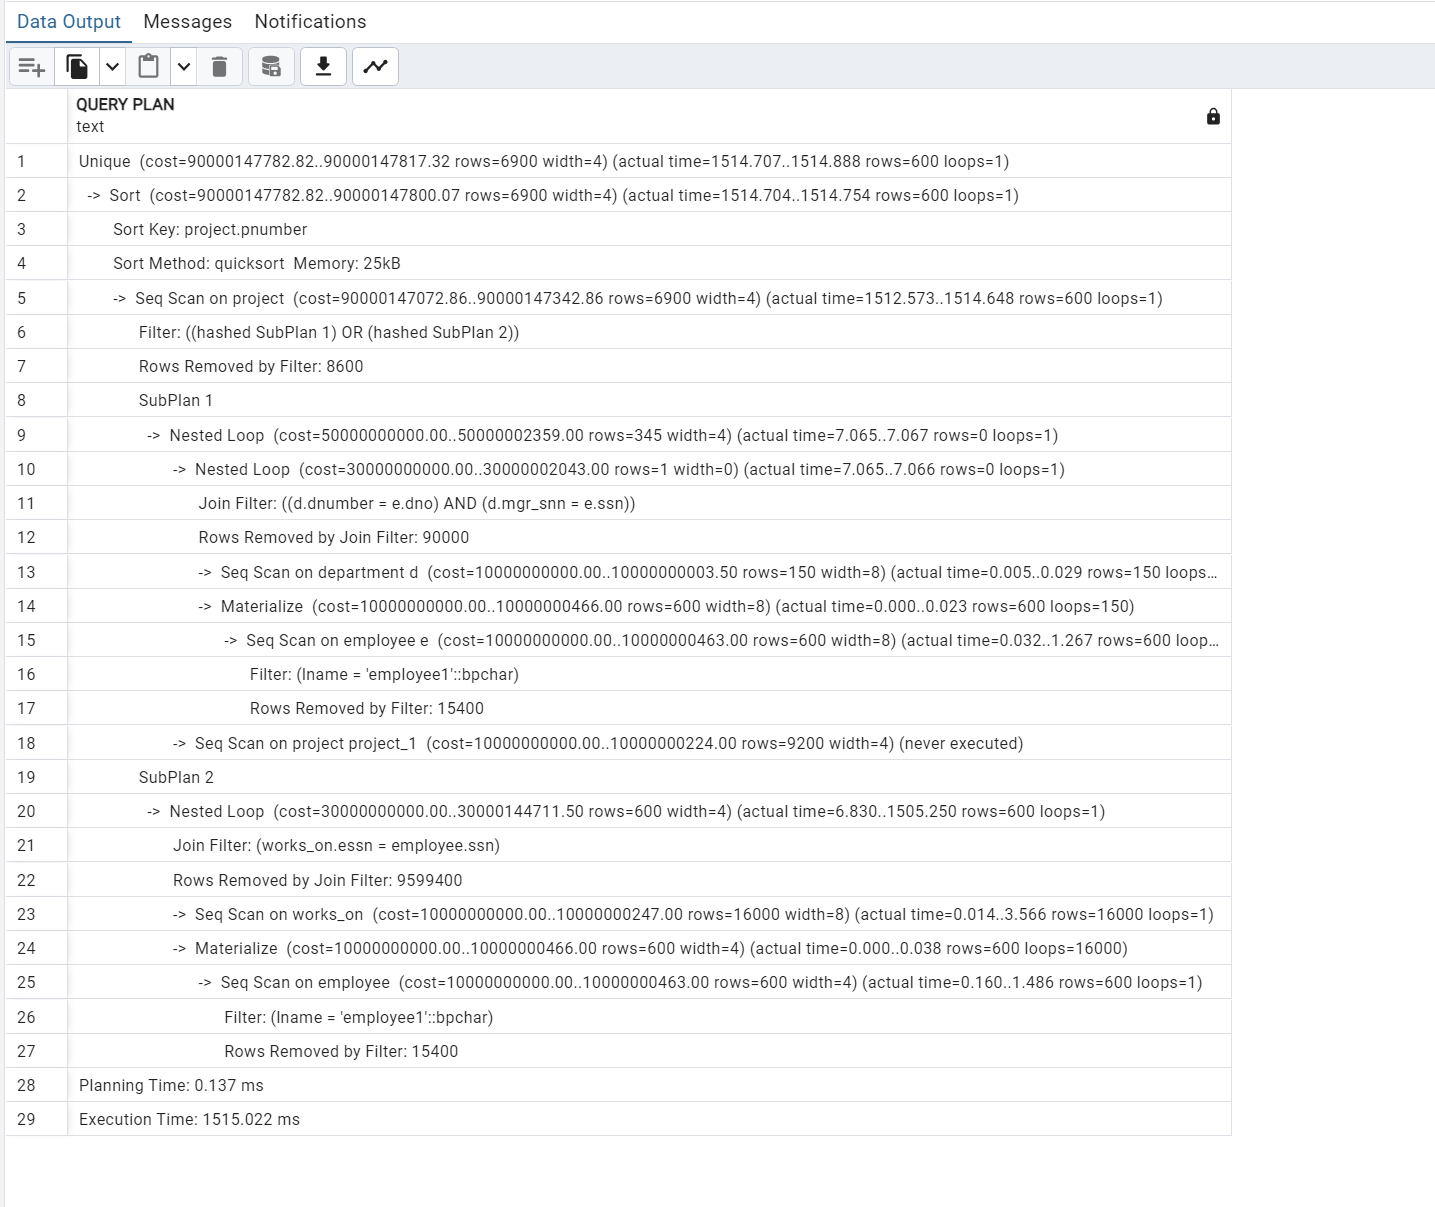 Data Output Messages Notifications
QUERY PLAN
text
1 Unique (cost=90000147782.82..90000147817.32 rows=6900 width=4) (actual time=1514.707..1514.888 rows=600 loops=1)
2 -> Sort (cost=90000147782.82..90000147800.07 rows=6900 width=4) (actual time=1514.704..1514.754 rows=600 loops=1)
3 Sort Key: project.pnumber
4 Sort Method: quicksort Memory: 25kB
5 -> Seq Scan on project (cost=90000147072.86..90000147342.86 rows=6900 width=4) (actual time=1512.573..1514.648 rows=600 loops=1)
6 Filter: ((hashed SubPlan 1) OR (hashed SubPlan 2))
7 Rows Removed by Filter: 8600
8 SubPlan 1
9 -> Nested Loop (cost=50000000000.00..50000002359.00 rows=345 width=4) (actual time=7.065..7.067 rows=0 loops=1)
10 -> Nested Loop (cost=30000000000.00..30000002043.00 rows=1 width=0) (actual time=7.065..7.066 rows=0 loops=1)
11 Join Filter: ((d.dnumber = e.dno) AND (d.mgr_snn = e.ssn))
12 Rows Removed by Join Filter: 90000
13 -> Seq Scan on department d (cost=10000000000.00..10000000003.50 rows=150 width=8) (actual time=0.005..0.029 rows=150 loops…
14 -> Materialize (cost=10000000000.00..10000000466.00 rows=600 width=8) (actual time=0.000..0.023 rows=600 loops=150)
15 -> Seq Scan on employee e (cost=10000000000.00..10000000463.00 rows=600 width=8) (actual time=0.032..1.267 rows=600 loop…
16 Filter: (lname = 'employee1'::bpchar)
17 Rows Removed by Filter: 15400
18 -> Seq Scan on project project_1 (cost=10000000000.00..10000000224.00 rows=9200 width=4) (never executed)
19 SubPlan 2
20 -> Nested Loop (cost=30000000000.00..30000144711.50 rows=600 width=4) (actual time=6.830..1505.250 rows=600 loops=1)
21 Join Filter: (works_on.essn = employee.ssn)
22 Rows Removed by Join Filter: 9599400
23 -> Seq Scan on works_on (cost=10000000000.00..10000000247.00 rows=16000 width=8) (actual time=0.014..3.566 rows=16000 loops=1)
24 -> Materialize (cost=10000000000.00..10000000466.00 rows=600 width=4) (actual time=0.000..0.038 rows=600 loops=16000)
25 -> Seq Scan on employee (cost=10000000000.00..10000000463.00 rows=600 width=4) (actual time=0.160..1.486 rows=600 loops=1)
26 Filter: (lname = 'employee1'::bpchar)
27 Rows Removed by Filter: 15400
28 Planning Time: 0.137 ms
29 Execution Time: 1515.022 ms